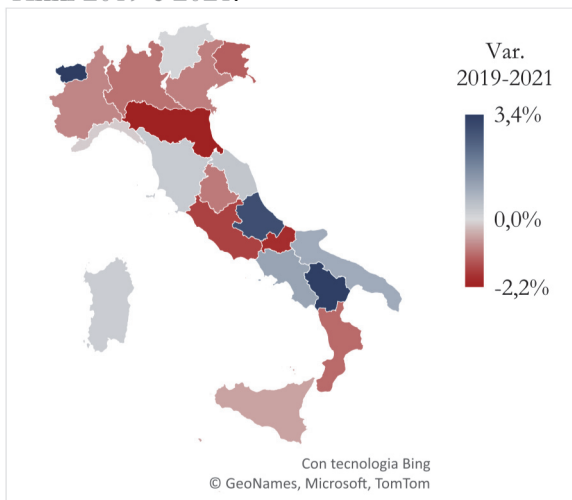 Var.
2019-2021
3,4%
0,0%
-2,2%
Con tecnologia Bing
© GeoNames, Microsoft, TomTom